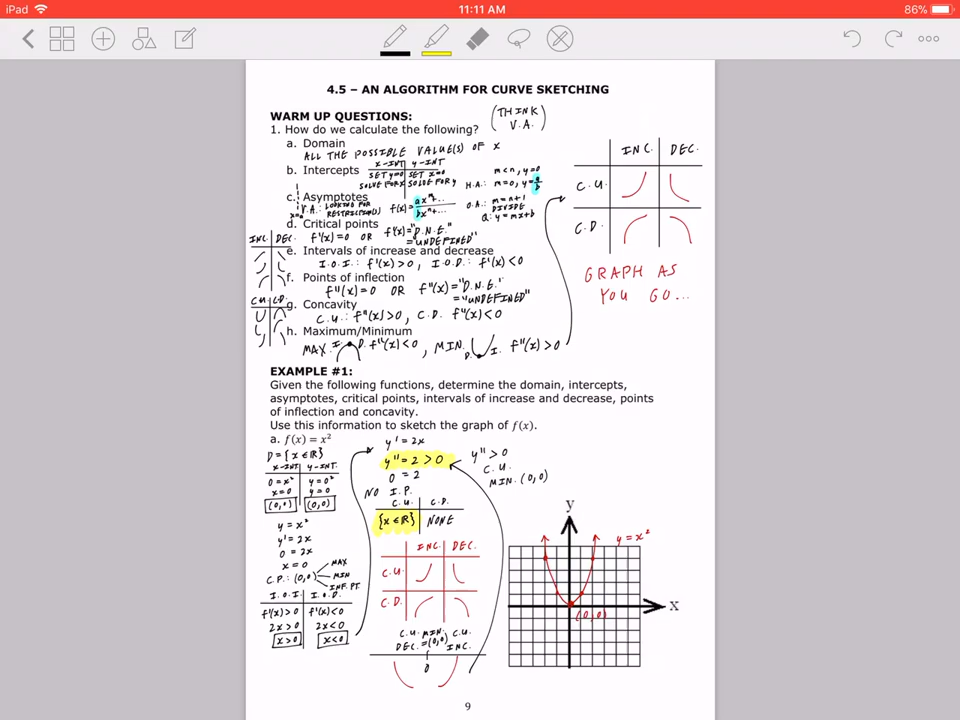 iPad
11:11 AM
86%
4.5 – AN ALGORITHM FOR CURVE SKETCHING
WARM UP QUESTIONS:
(THINK V.A.)
1. How do we calculate the following?
a. Domain
ALL THE POSSIBLE VALUE(S) OF X
b. Intercepts
X-INT Y-INT
SET y=0 SET x=0
SOLVE FOR X SOLVE FOR Y
c. Asymptotes
V.A.: LOOKING FOR RESTRICTION(S)
f(x) = ax^m+... / bx^n+...
H.A.: m<n, y=0
m=n, y=a/b
O.A.: m=n+1
DIVIDE
Q: y=mx+b
d. Critical points
f'(x)=0 OR f'(x)="D.N.E."
="UNDEFINED"
INC. DEC.
e. Intervals of increase and decrease
I.O.I.: f'(x)>0, I.O.D.: f'(x)<0
f. Points of inflection
f''(x)=0 OR f''(x)="D.N.E."
="UNDEFINED"
C.U. C.D.
g. Concavity
C.U.: f''(x)>0, C.D. f''(x)<0
h. Maximum/Minimum
MAX. I. D. f''(x)<0, MIN. D. I. f''(x)>0
INC. DEC.
C.U.
C.D.
GRAPH AS
YOU GO...
EXAMPLE #1:
Given the following functions, determine the domain, intercepts,
asymptotes, critical points, intervals of increase and decrease, points
of inflection and concavity.
Use this information to sketch the graph of f(x).
a. f(x) = x²
D={x∈ℝ}
X-INT. Y-INT.
0=x² y=0²
x=0 y=0
(0,0) (0,0)
y=x²
y'=2x
0=2x
x=0
C.P.: (0,0) MAX
MIN
INF. PT.
I.O.I. I.O.D.
f'(x)>0 f'(x)<0
2x>0 2x<0
x>0 x<0
y'=2x
y''=2>0
0=2
NO I.P.
C.U. C.D.
{x∈ℝ} NONE
y''>0
C.U.
MIN. (0,0)
INC. DEC.
C.U.
C.D.
C.U. MIN. C.U.
DEC. =(0,0) INC.
0
y
y=x²
x
(0,0)
9